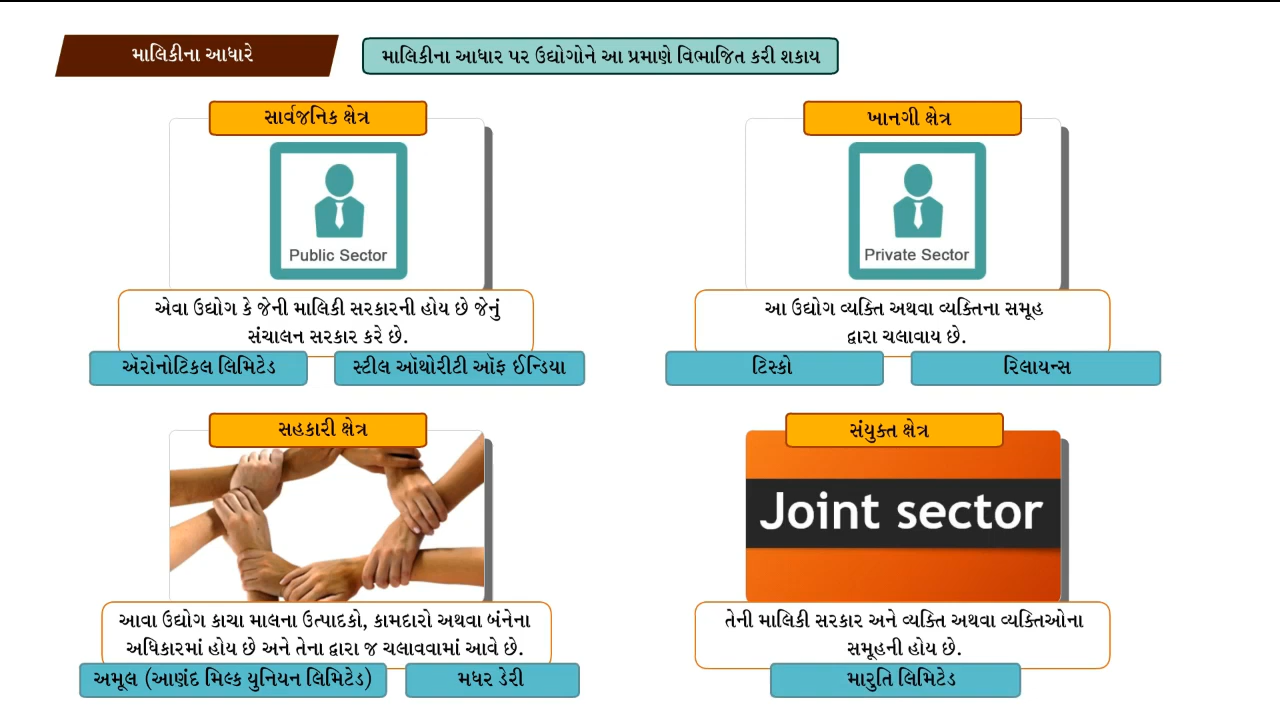 માલિકીના આધારે
માલિકીના આધાર પર ઉદ્યોગોને આ પ્રમાણે વિભાજિત કરી શકાય
સાર્વજનિક ક્ષેત્ર
Public Sector
એવા ઉદ્યોગ કે જેની માલિકી સરકારની હોય છે જેનું
સંચાલન સરકાર કરે છે.
ઍરોનોટિકલ લિમિટેડ
સ્ટીલ ઑથોરીટી ઑફ ઈન્ડિયા
ખાનગી ક્ષેત્ર
Private Sector
આ ઉદ્યોગ વ્યક્તિ અથવા વ્યક્તિના સમૂહ
દ્વારા ચલાવાય છે.
ટિસ્કો
રિલાયન્સ
સહકારી ક્ષેત્ર
આવા ઉદ્યોગ કાચા માલના ઉત્પાદકો, કામદારો અથવા બંનેના
અધિકારમાં હોય છે અને તેના દ્વારા જ ચલાવવામાં આવે છે.
અમૂલ (આણંદ મિલ્ક યુનિયન લિમિટેડ)
મધર ડેરી
સંયુક્ત ક્ષેત્ર
Joint sector
તેની માલિકી સરકાર અને વ્યક્તિ અથવા વ્યક્તિઓના
સમૂહની હોય છે.
મારુતિ લિમિટેડ